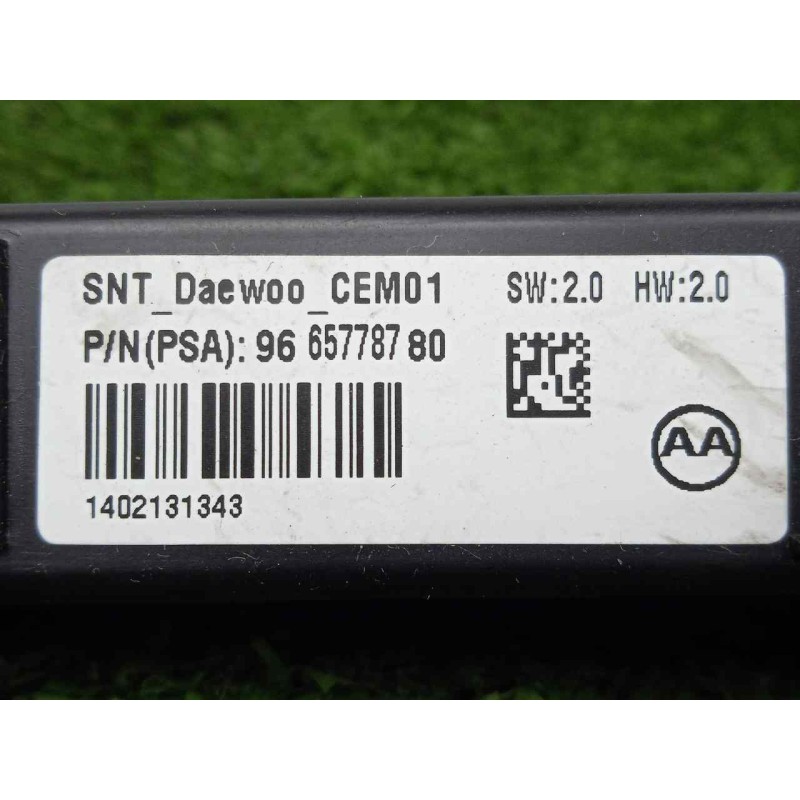 SNT_Daewoo_CEM01 SW:2.0 HW:2.0
P/N(PSA): 96 657787 80
AA
1402131343